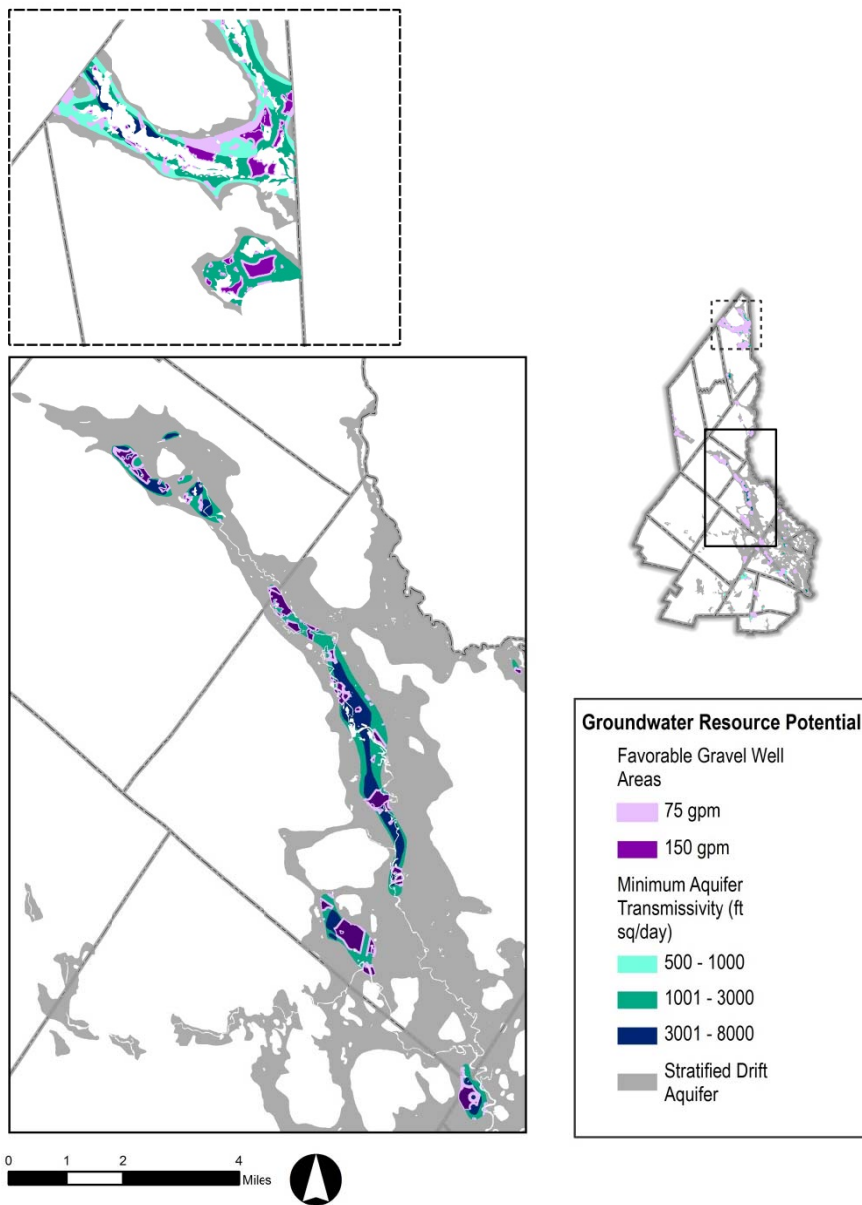 Groundwater Resource Potential
Favorable Gravel Well
Areas
75 gpm
150 gpm
Minimum Aquifer
Transmissivity (ft
sq/day)
500 - 1000
1001 - 3000
3001 - 8000
Stratified Drift
Aquifer
0 1 2 4
Miles